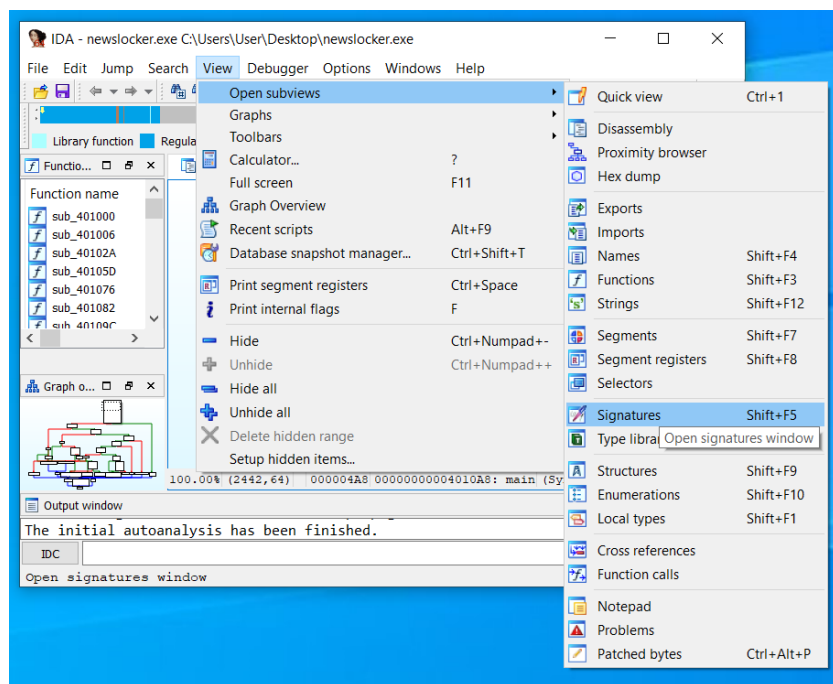 IDA - newslocker.exe C:\Users\User\Desktop\newslocker.exe
File Edit Jump Search View Debugger Options Windows Help
Library function Regula
Functio...
Function name
sub_401000
sub_401006
sub_40102A
sub_40105D
sub_401076
sub_401082
sub_40109C
Graph o...
Open subviews
Graphs
Toolbars
Calculator... ?
Full screen F11
Graph Overview
Recent scripts Alt+F9
Database snapshot manager... Ctrl+Shift+T
Print segment registers Ctrl+Space
Print internal flags F
Hide Ctrl+Numpad+-
Unhide Ctrl+Numpad++
Hide all
Unhide all
Delete hidden range
Setup hidden items...
Quick view Ctrl+1
Disassembly
Proximity browser
Hex dump
Exports
Imports
Names Shift+F4
Functions Shift+F3
Strings Shift+F12
Segments Shift+F7
Segment registers Shift+F8
Selectors
Signatures Shift+F5
Type librar
Open signatures window
Structures Shift+F9
Enumerations Shift+F10
Local types Shift+F1
Cross references
Function calls
Notepad
Problems
Patched bytes Ctrl+Alt+P
100.00% (2442,64) 000004A8 00000000004010A8: main (Sy
Output window
The initial autoanalysis has been finished.
IDC
Open signatures window